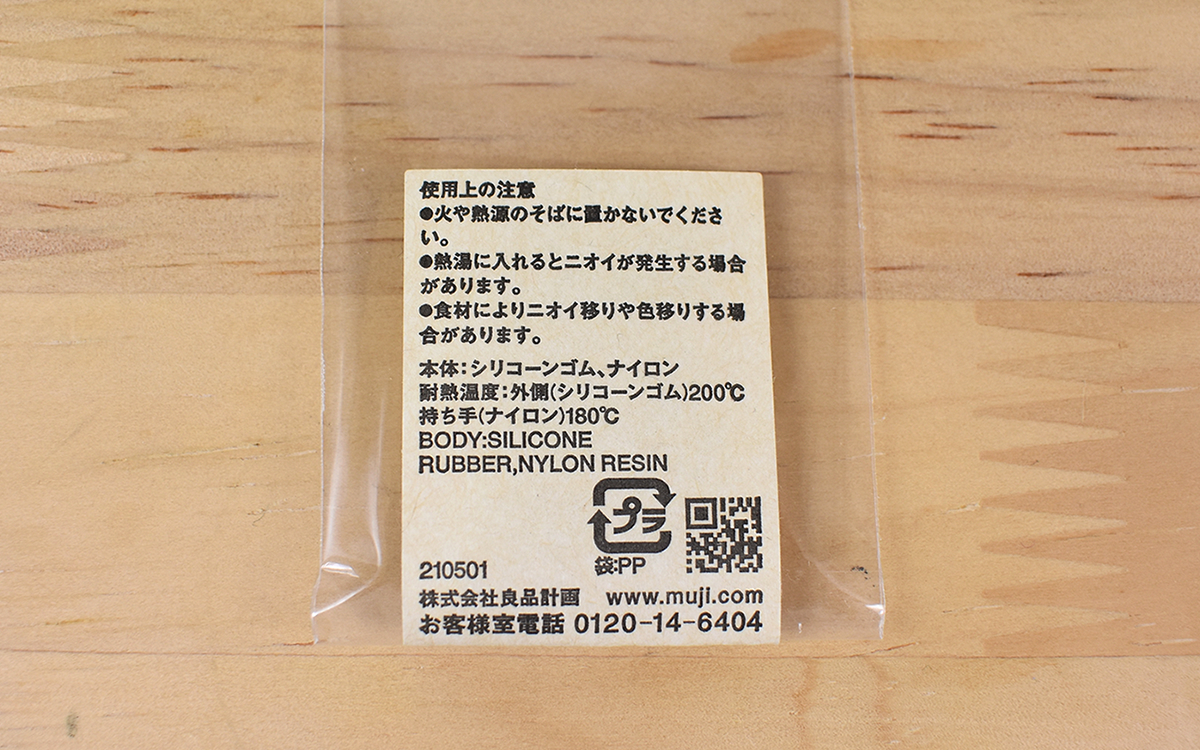 使用上の注意
●火や熱源のそばに置かないでくださ
い。
●熱湯に入れるとニオイが発生する場合
があります。
●食材によりニオイ移りや色移りする場
合があります。
本体:シリコーンゴム、ナイロン
耐熱温度:外側(シリコーンゴム)200℃
持ち手(ナイロン)180℃
BODY:SILICONE
RUBBER,NYLON RESIN
プラ
袋:PP
210501
株式会社良品計画 www.muji.com
お客様室電話 0120-14-6404